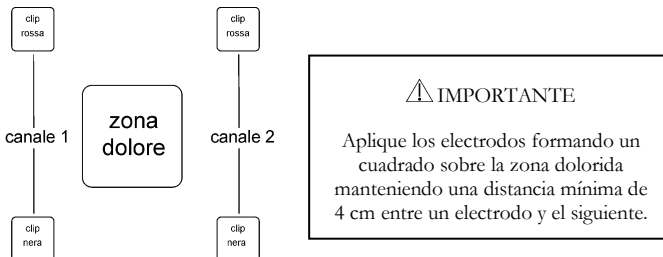 clip
rossa
clip
rossa
canale 1
zona
dolore
canale 2
clip
nera
clip
nera
⚠ IMPORTANTE
Aplique los electrodos formando un
cuadrado sobre la zona dolorida
manteniendo una distancia mínima de
4 cm entre un electrodo y el siguiente.